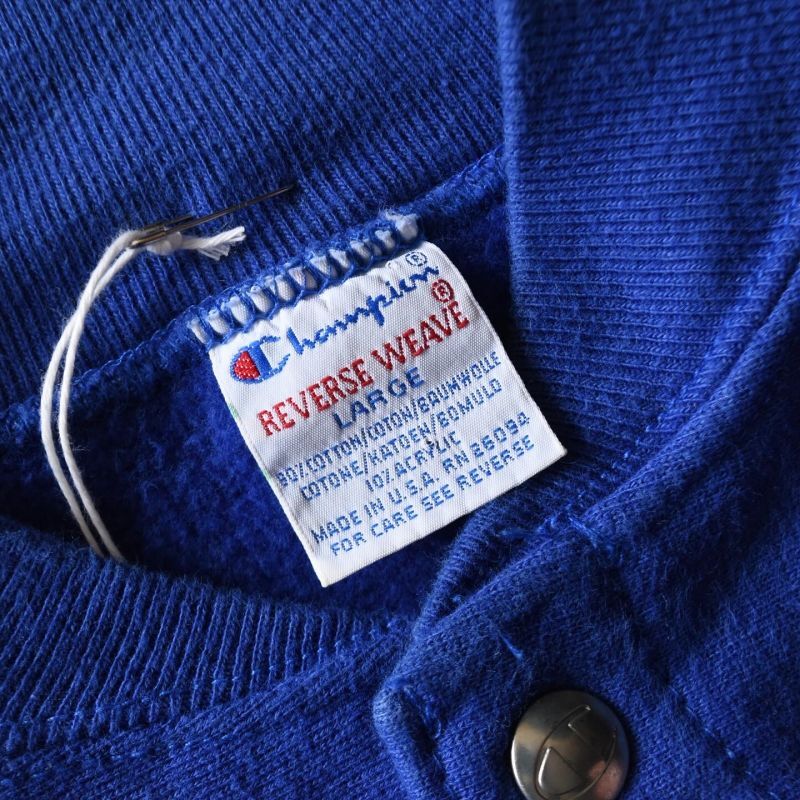 Champion®
REVERSE WEAVE®
LARGE
90%COTTON/COTON/BAUMWOLLE
COTONE/KATOEN/BOMULD
10% ACRYLIC
MADE IN U.S.A. RN 26094
FOR CARE SEE REVERSE